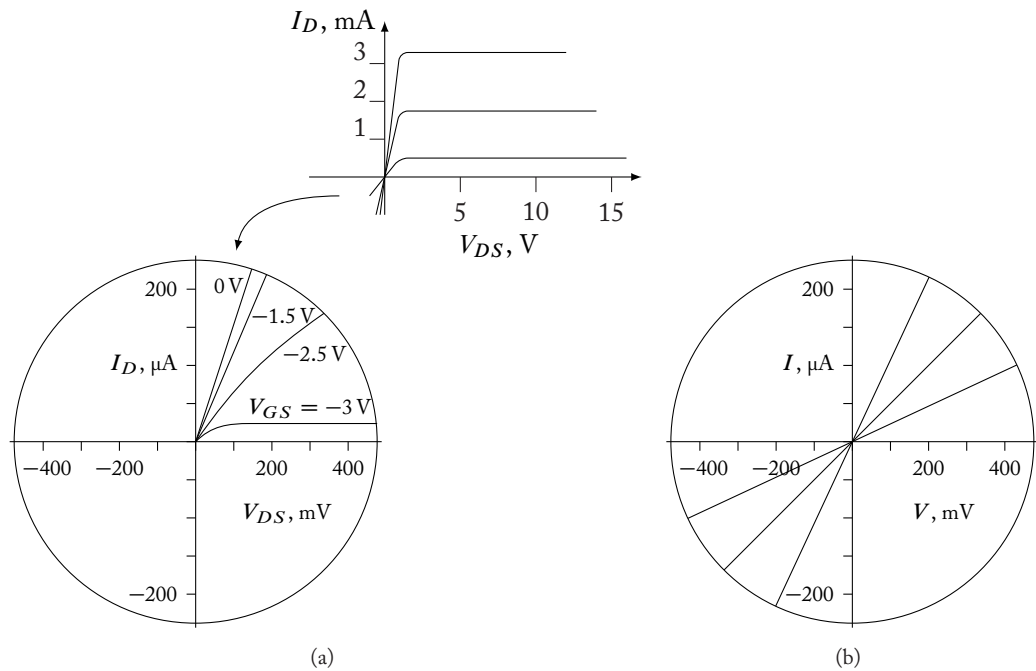 I_D, mA
3
2
1
5 10 15
V_DS, V
200
0 V
−1.5 V
I_D, μA
−2.5 V
V_GS = −3 V
−400 −200 200 400
V_DS, mV
−200
(a)
200
I, μA
−400 −200 200 400
V, mV
−200
(b)